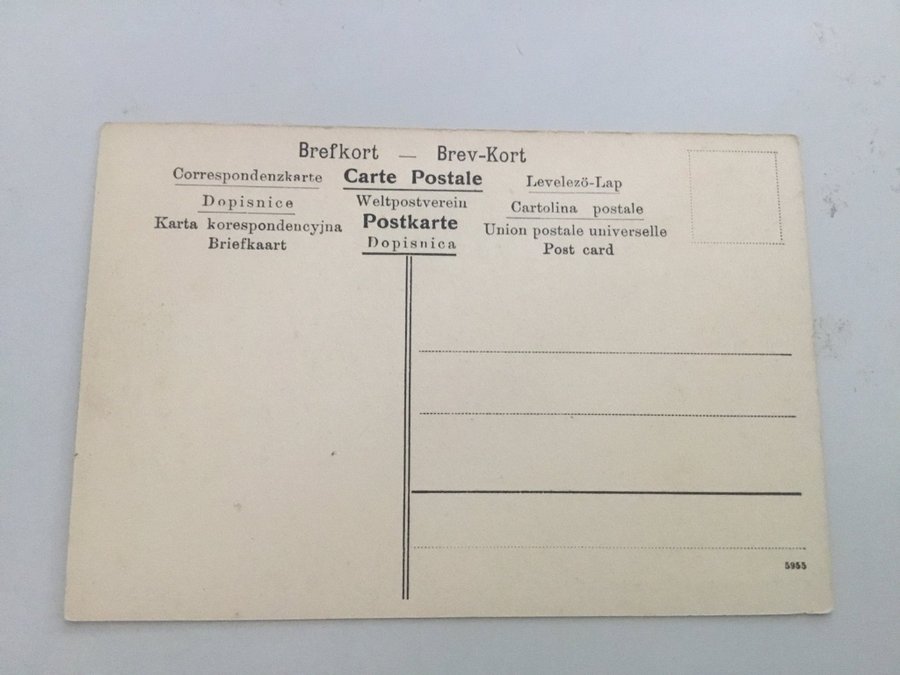 Brefkort — Brev-Kort
Correspondenzkarte Carte Postale Levelezö-Lap
Dopisnice Weltpostverein Cartolina postale
Karta korespondencyjna Postkarte Union postale universelle
Briefkaart Dopisnica Post card
5955